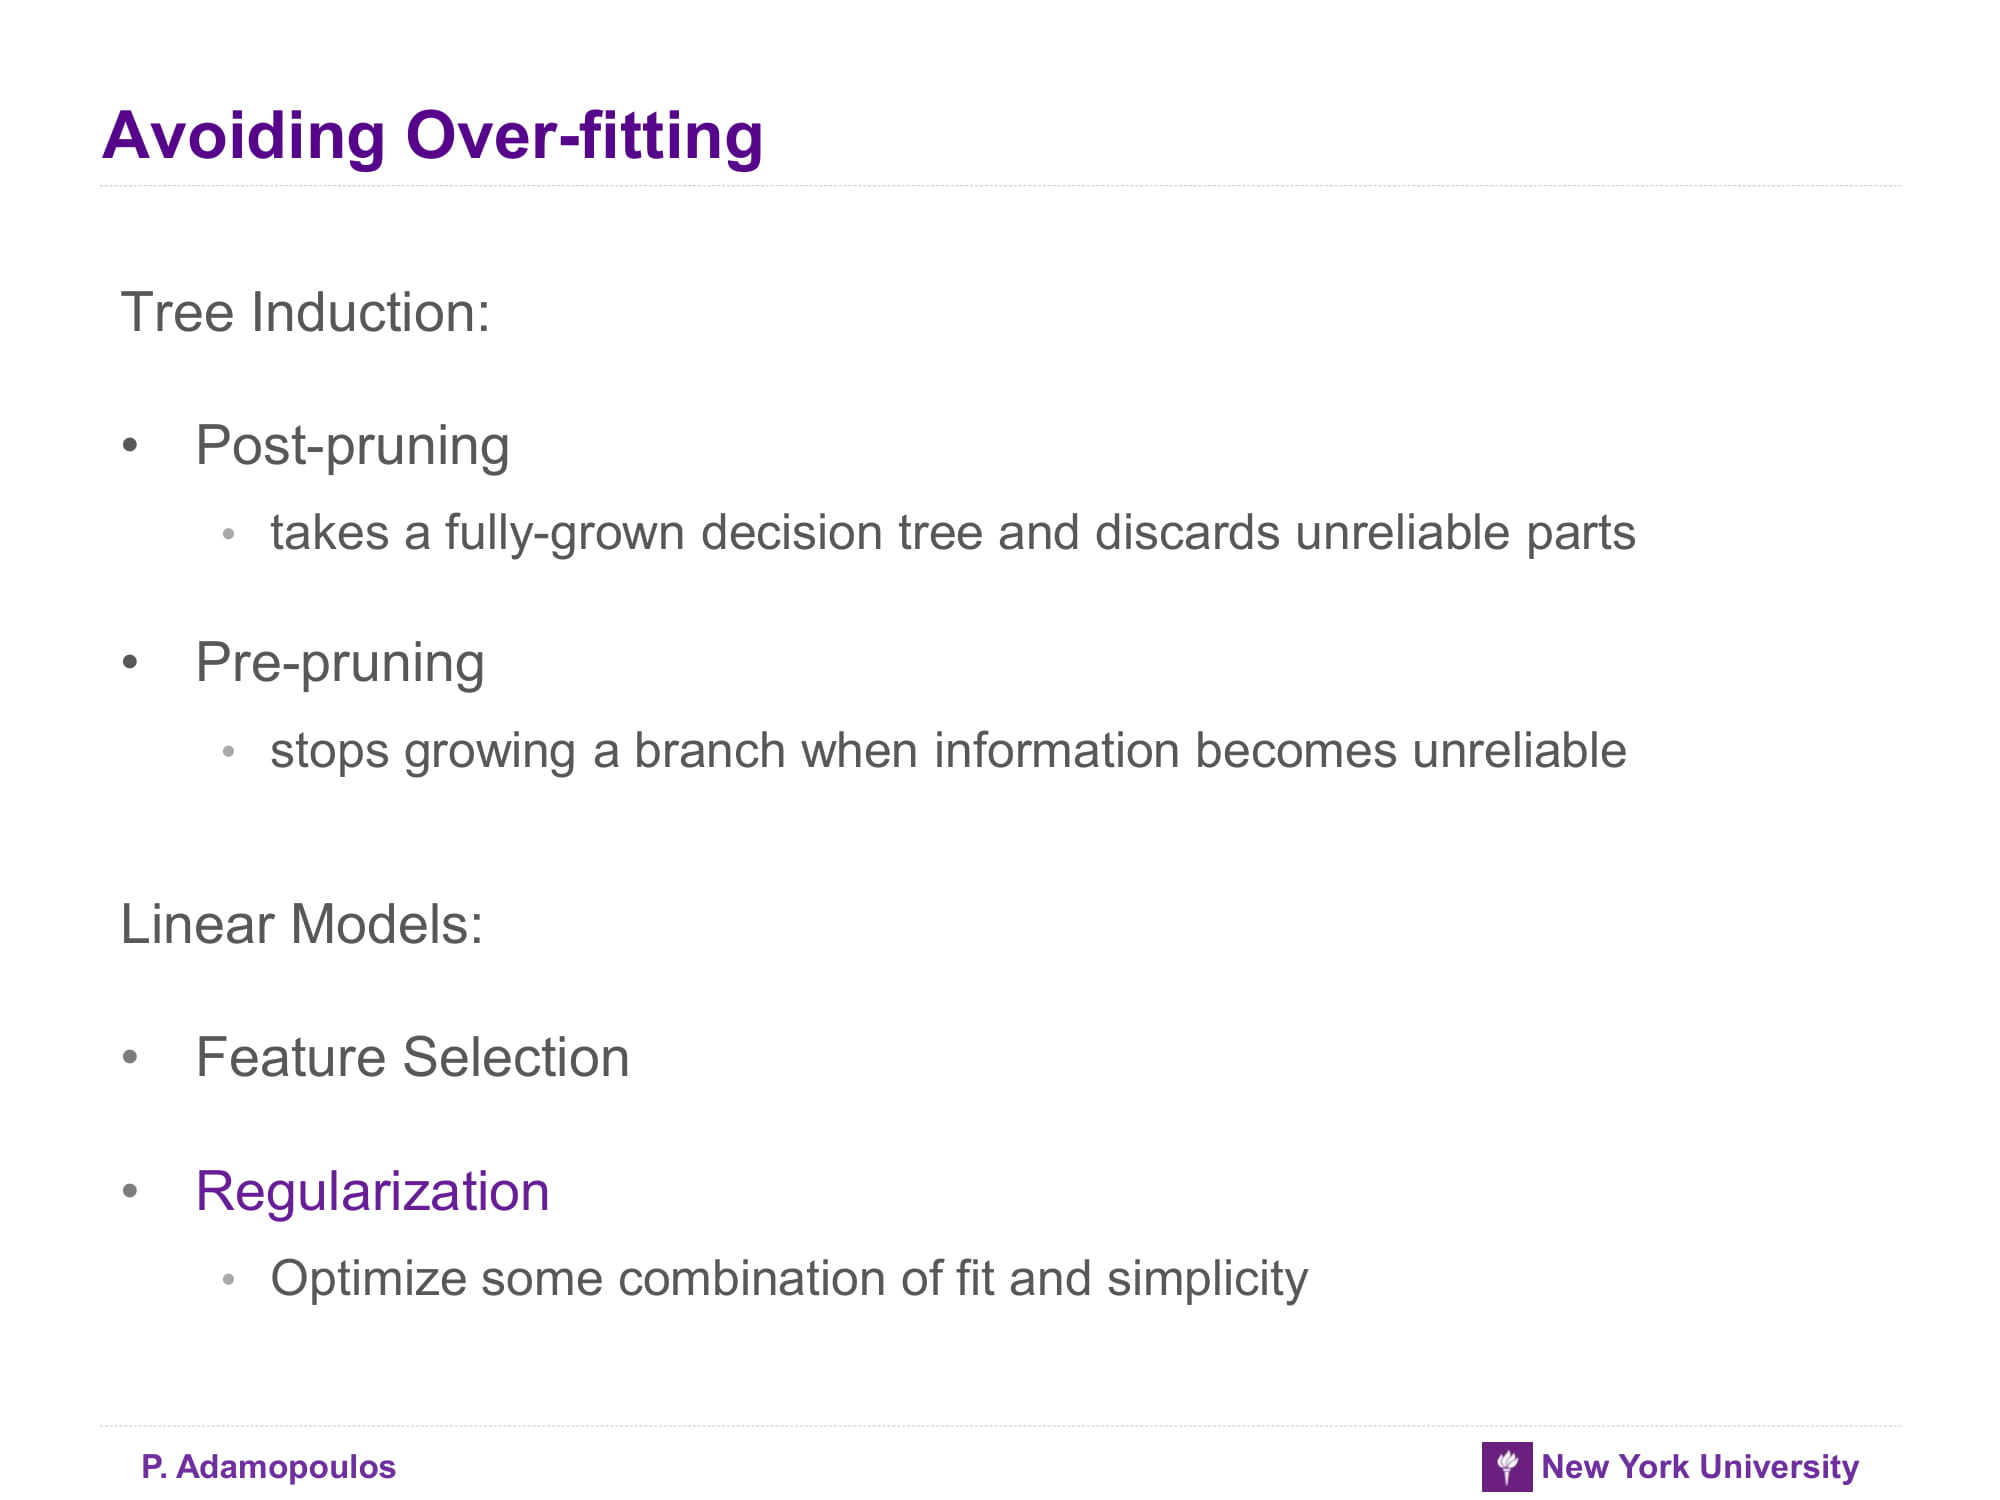 Avoiding Over-fitting
Tree Induction:
• Post-pruning
• takes a fully-grown decision tree and discards unreliable parts
• Pre-pruning
• stops growing a branch when information becomes unreliable
Linear Models:
• Feature Selection
• Regularization
• Optimize some combination of fit and simplicity
P. Adamopoulos
New York University